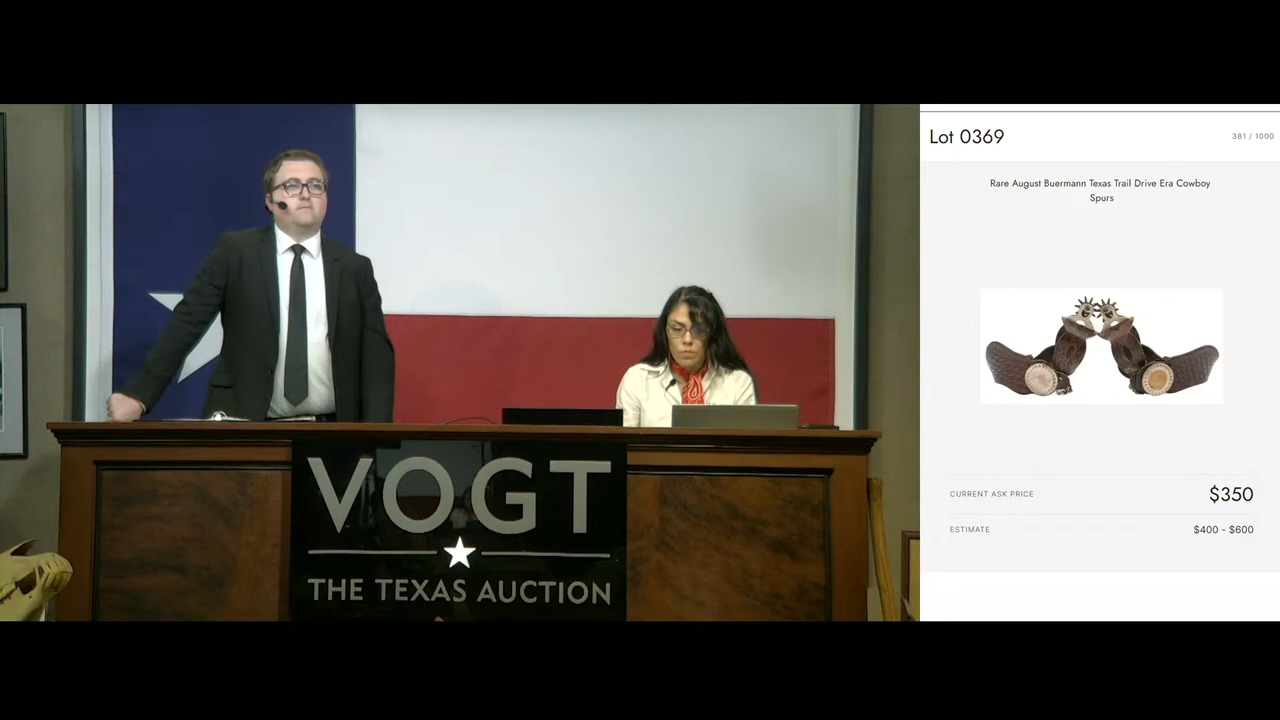 VOGT
THE TEXAS AUCTION
Lot 0369
381 / 1000
Rare August Buermann Texas Trail Drive Era Cowboy
Spurs
CURRENT ASK PRICE
$350
ESTIMATE
$400 - $600